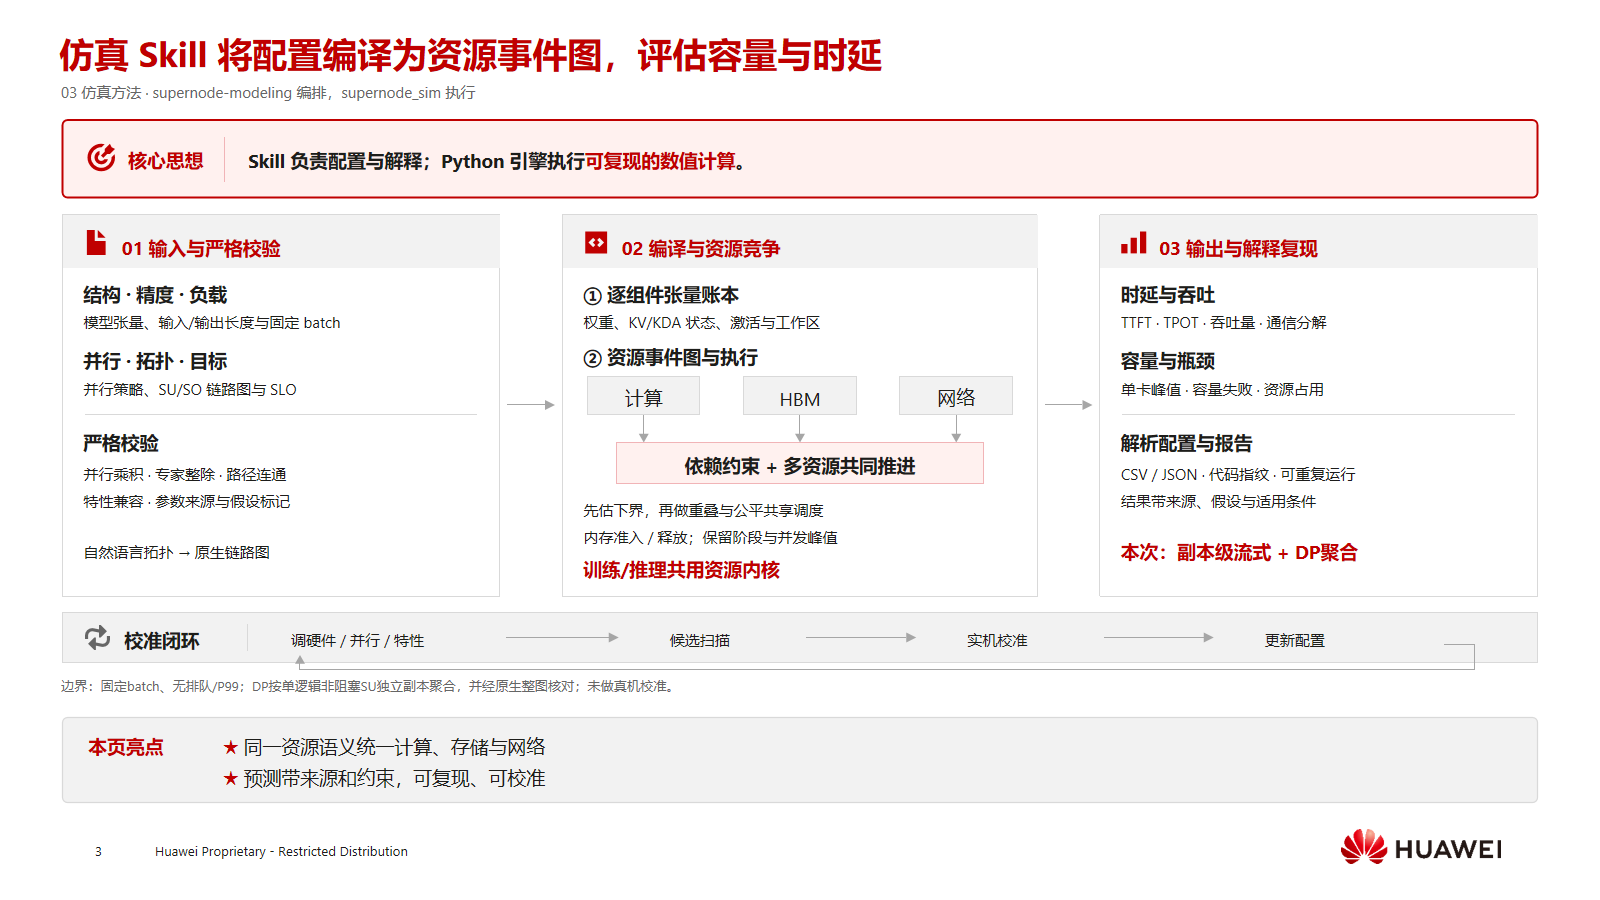 仿真 Skill 将配置编译为资源事件图，评估容量与时延
03 仿真方法 · supernode-modeling 编排，supernode_sim 执行
核心思想
Skill 负责配置与解释；Python 引擎执行可复现的数值计算。
01 输入与严格校验
结构 · 精度 · 负载
模型张量、输入/输出长度与固定 batch
并行 · 拓扑 · 目标
并行策略、SU/SO 链路图与 SLO
严格校验
并行乘积 · 专家整除 · 路径连通
特性兼容 · 参数来源与假设标记
自然语言拓扑 → 原生链路图
02 编译与资源竞争
① 逐组件张量账本
权重、KV/KDA 状态、激活与工作区
② 资源事件图与执行
计算
HBM
网络
依赖约束 + 多资源共同推进
先估下界，再做重叠与公平共享调度
内存准入 / 释放；保留阶段与并发峰值
训练/推理共用资源内核
03 输出与解释复现
时延与吞吐
TTFT · TPOT · 吞吐量 · 通信分解
容量与瓶颈
单卡峰值 · 容量失败 · 资源占用
解析配置与报告
CSV / JSON · 代码指纹 · 可重复运行
结果带来源、假设与适用条件
本次：副本级流式 + DP聚合
校准闭环
调硬件 / 并行 / 特性
候选扫描
实机校准
更新配置
边界：固定batch、无排队/P99；DP按单逻辑非阻塞SU独立副本聚合，并经原生整图核对；未做真机校准。
本页亮点
★ 同一资源语义统一计算、存储与网络
★ 预测带来源和约束，可复现、可校准
3
Huawei Proprietary - Restricted Distribution
HUAWEI